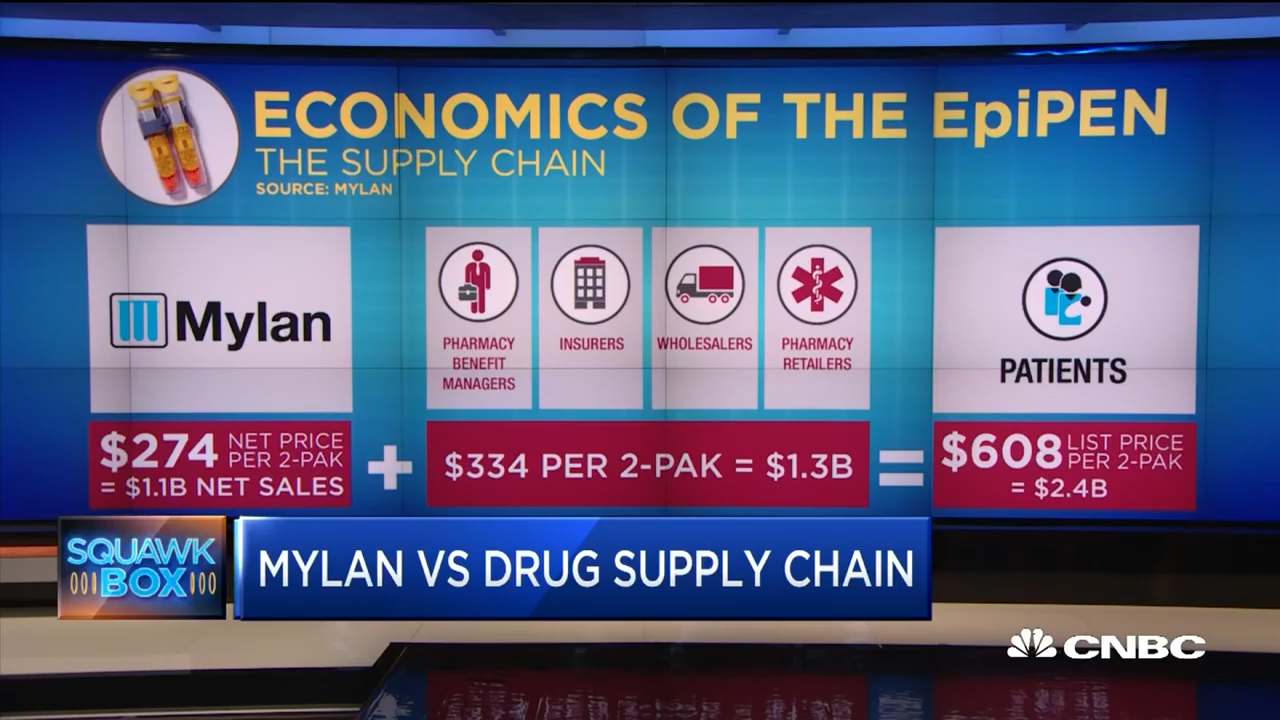 ECONOMICS OF THE EpiPEN
THE SUPPLY CHAIN
SOURCE: MYLAN
Mylan
PHARMACY
BENEFIT
MANAGERS
INSURERS
WHOLESALERS
PHARMACY
RETAILERS
PATIENTS
$274 NET PRICE
PER 2-PAK
= $1.1B NET SALES
+
$334 PER 2-PAK = $1.3B
=
$608 LIST PRICE
PER 2-PAK
= $2.4B
SQUAWK
BOX
MYLAN VS DRUG SUPPLY CHAIN
CNBC